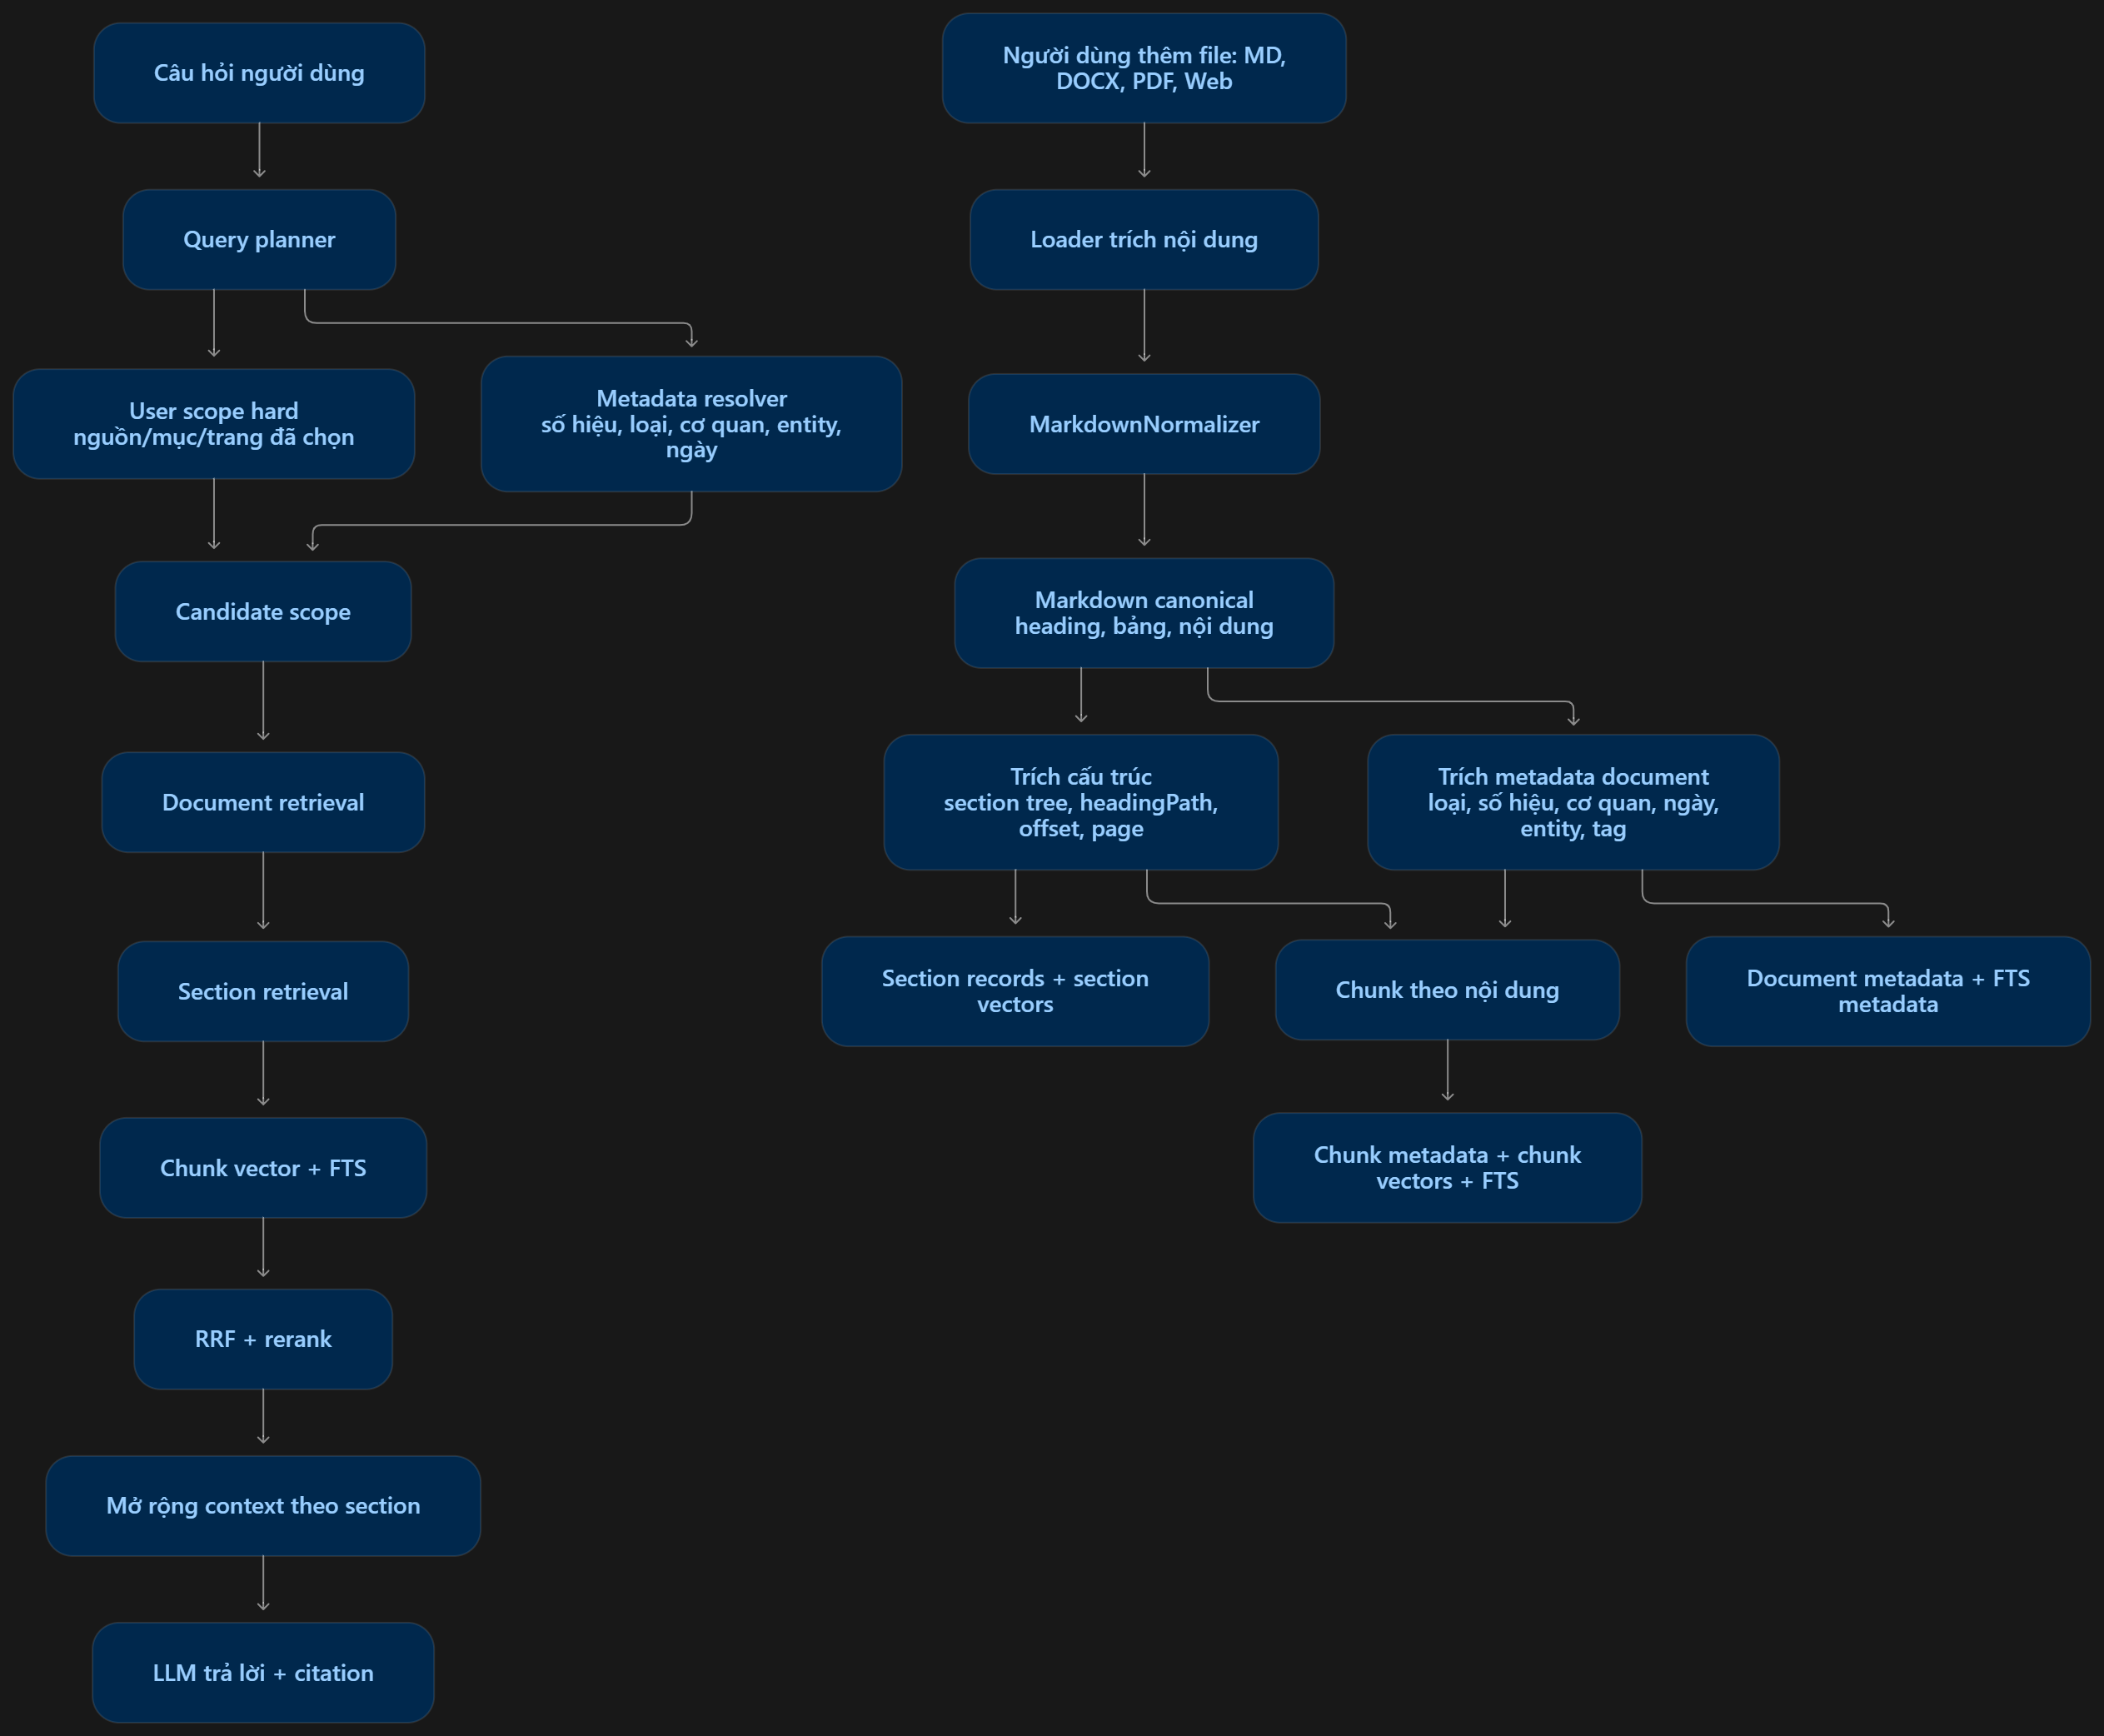 Câu hỏi người dùng
Query planner
User scope hard
nguồn/mục/trang đã chọn
Metadata resolver
số hiệu, loại, cơ quan, entity,
ngày
Candidate scope
Document retrieval
Section retrieval
Chunk vector + FTS
RRF + rerank
Mở rộng context theo section
LLM trả lời + citation
Người dùng thêm file: MD,
DOCX, PDF, Web
Loader trích nội dung
MarkdownNormalizer
Markdown canonical
heading, bảng, nội dung
Trích cấu trúc
section tree, headingPath,
offset, page
Trích metadata document
loại, số hiệu, cơ quan, ngày,
entity, tag
Section records + section
vectors
Chunk theo nội dung
Document metadata + FTS
metadata
Chunk metadata + chunk
vectors + FTS